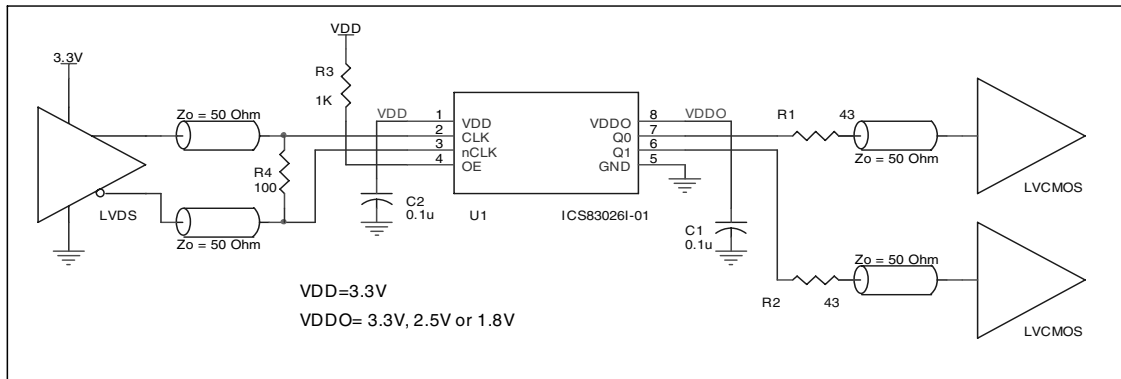 VDD
3.3V
R3
1K
Zo = 50 Ohm
R4
100
LVDS
Zo = 50 Ohm
VDD
1
2
3
4
VDD
CLK
nCLK
OE
VDDO
Q0
Q1
GND
8
7
6
5
VDDO
U1
ICS83026I-01
C2
0.1u
C1
0.1u
R1
43
Zo = 50 Ohm
LVCMOS
R2
43
Zo = 50 Ohm
LVCMOS
VDD=3.3V
VDDO= 3.3V, 2.5V or 1.8V